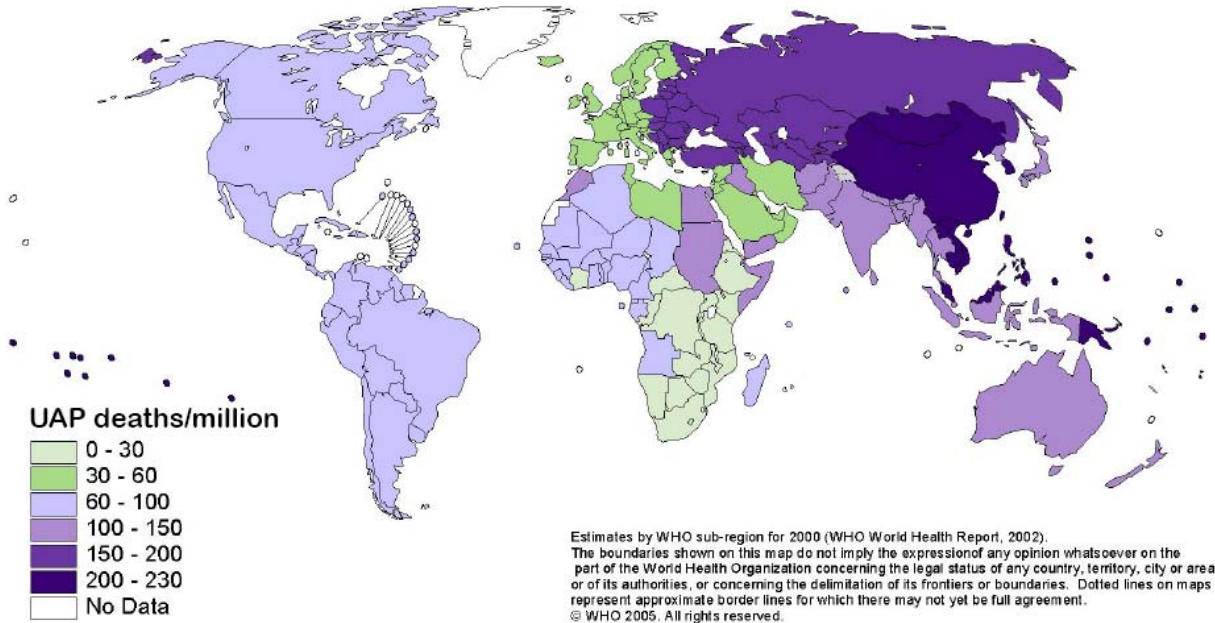 UAP deaths/million
0 - 30
30 - 60
60 - 100
100 - 150
150 - 200
200 - 230
No Data
Estimates by WHO sub-region for 2000 (WHO World Health Report, 2002).
The boundaries shown on this map do not imply the expressionof any opinion whatsoever on the
part of the World Health Organization concerning the legal status of any country, territory, city or area
or of its authorities, or concerning the delimitation of its frontiers or boundaries. Dotted lines on maps
represent approximate border lines for which there may not yet be full agreement.
© WHO 2005. All rights reserved.